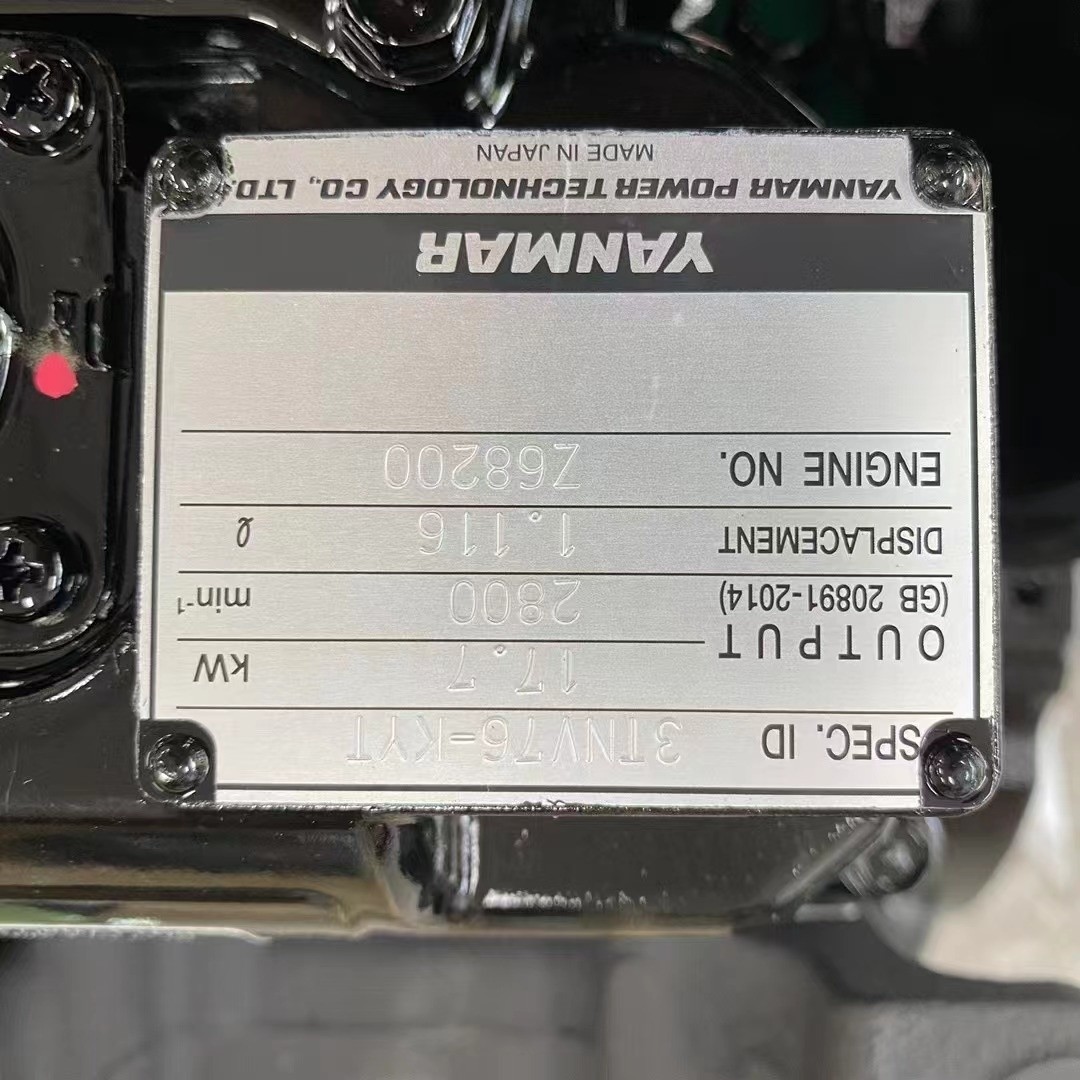 SPEC. ID 3TNV76-KYT
OUTPUT 17.7 kW
(GB 20891-2014) 2800 min⁻¹
DISPLACEMENT 1.116 ℓ
ENGINE NO. Z68200
YANMAR
YANMAR POWER TECHNOLOGY CO., LTD.
MADE IN JAPAN